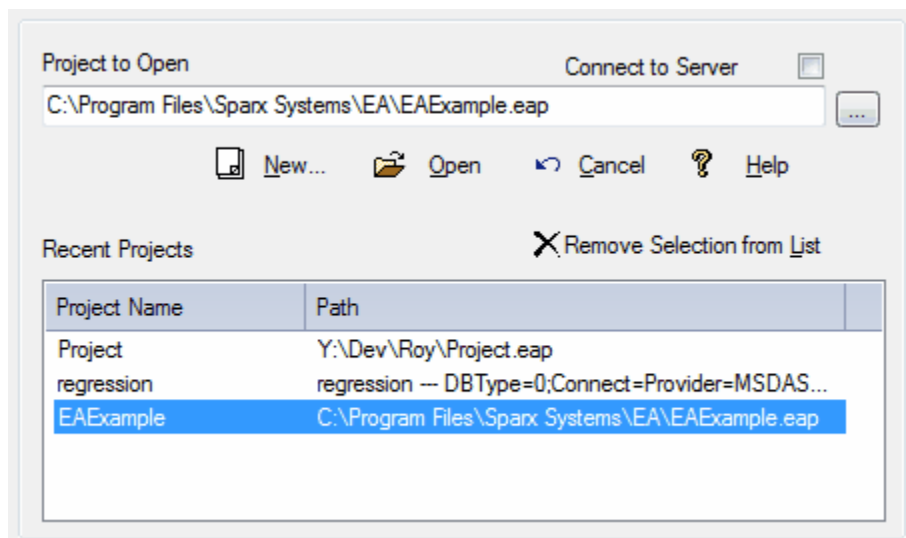 Project to Open Connect to Server
C:\Program Files\Sparx Systems\EA\EAExample.eap ...
New... Open Cancel Help
Recent Projects Remove Selection from List
Project Name Path
Project Y:\Dev\Roy\Project.eap
regression regression --- DBType=0;Connect=Provider=MSDAS...
EAExample C:\Program Files\Sparx Systems\EA\EAExample.eap